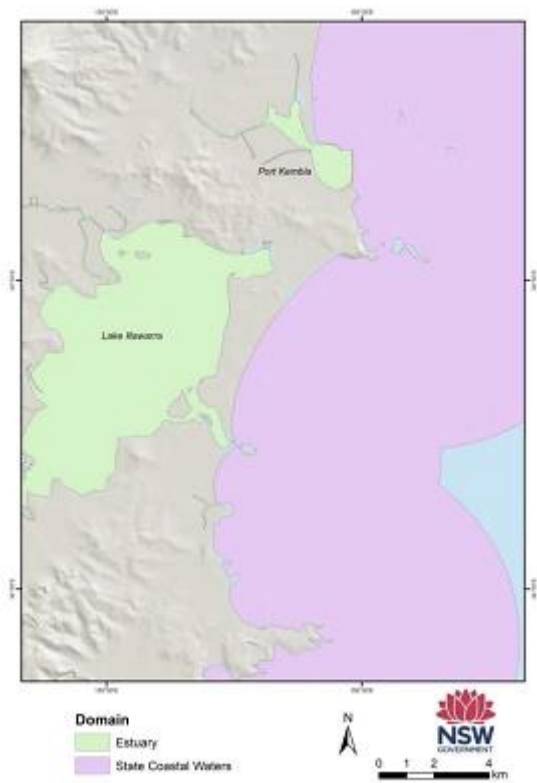 Port Kembla
Lake Illawarra
Domain
Estuary
State Coastal Waters
N
NSW
GOVERNMENT
0 1 2 4
km